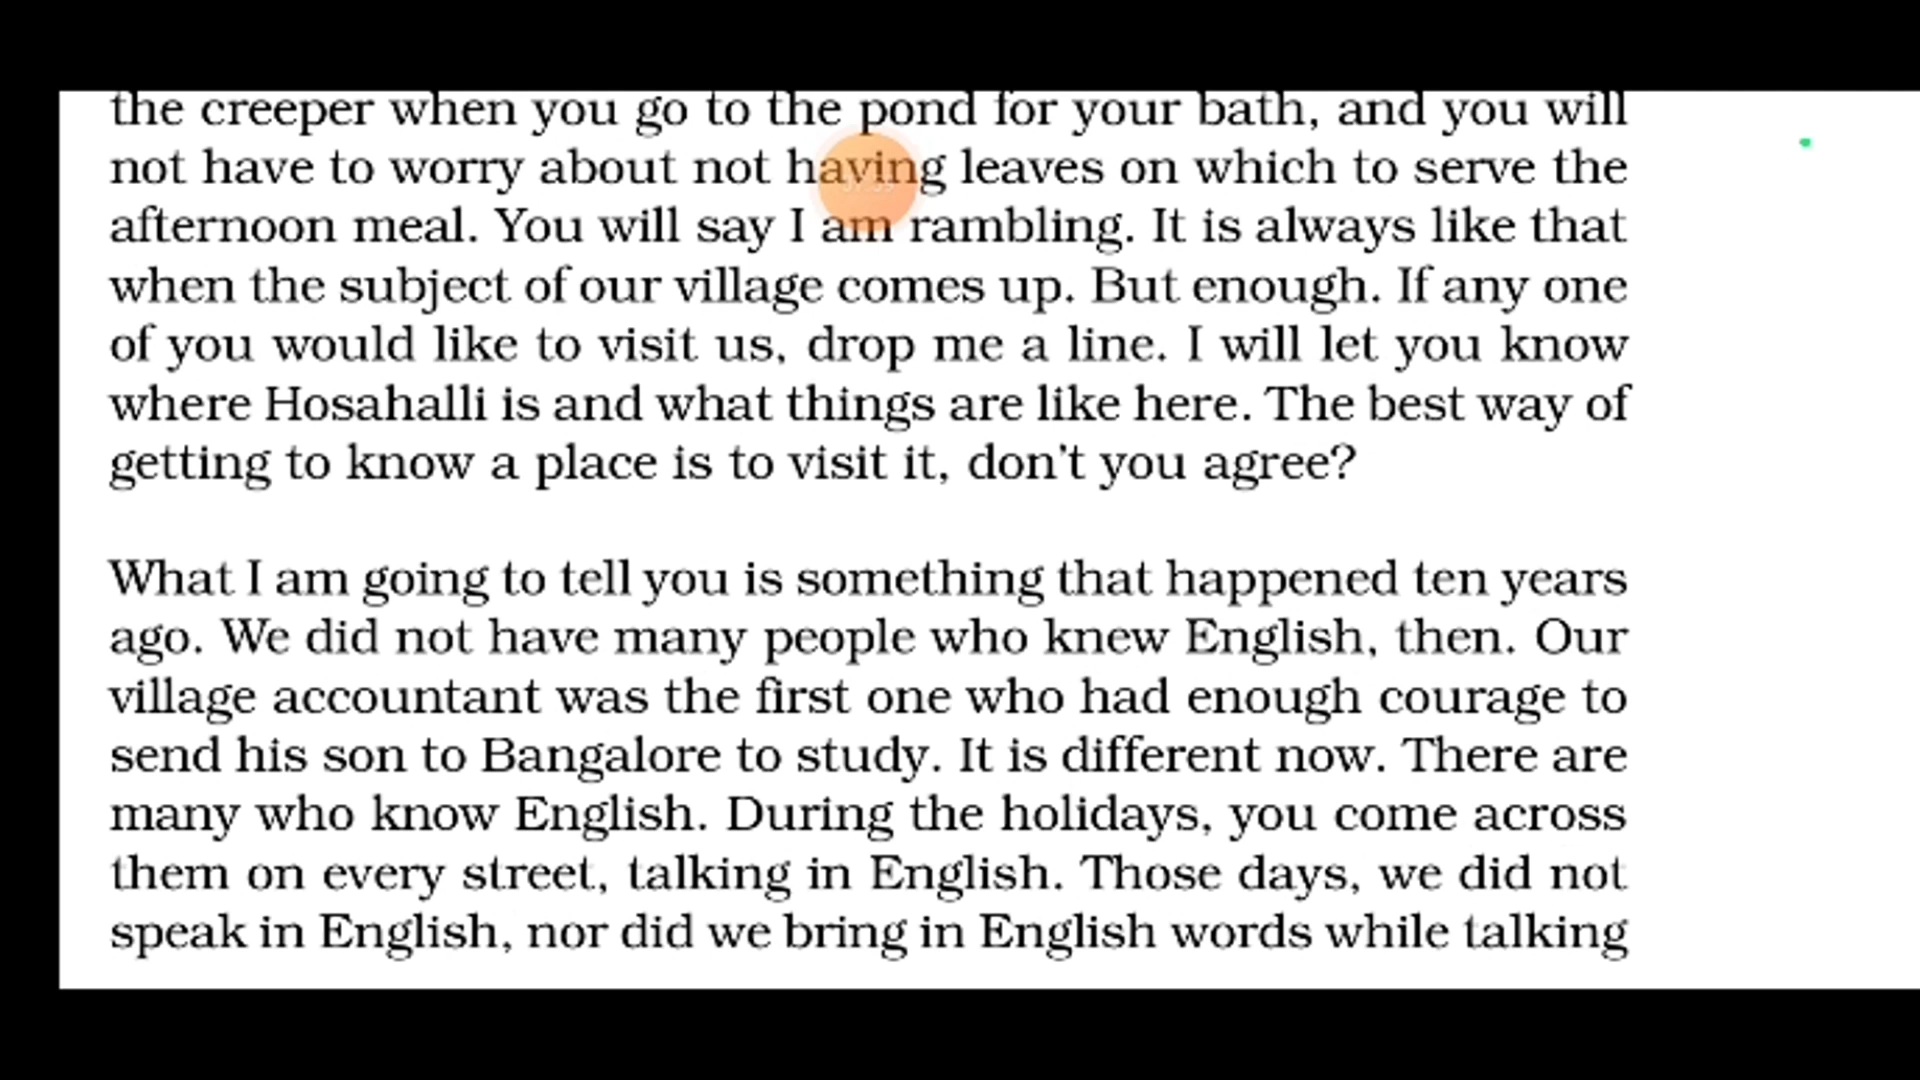 the creeper when you go to the pond for your bath, and you will
not have to worry about not having leaves on which to serve the
afternoon meal. You will say I am rambling. It is always like that
when the subject of our village comes up. But enough. If any one
of you would like to visit us, drop me a line. I will let you know
where Hosahalli is and what things are like here. The best way of
getting to know a place is to visit it, don't you agree?
What I am going to tell you is something that happened ten years
ago. We did not have many people who knew English, then. Our
village accountant was the first one who had enough courage to
send his son to Bangalore to study. It is different now. There are
many who know English. During the holidays, you come across
them on every street, talking in English. Those days, we did not
speak in English, nor did we bring in English words while talking